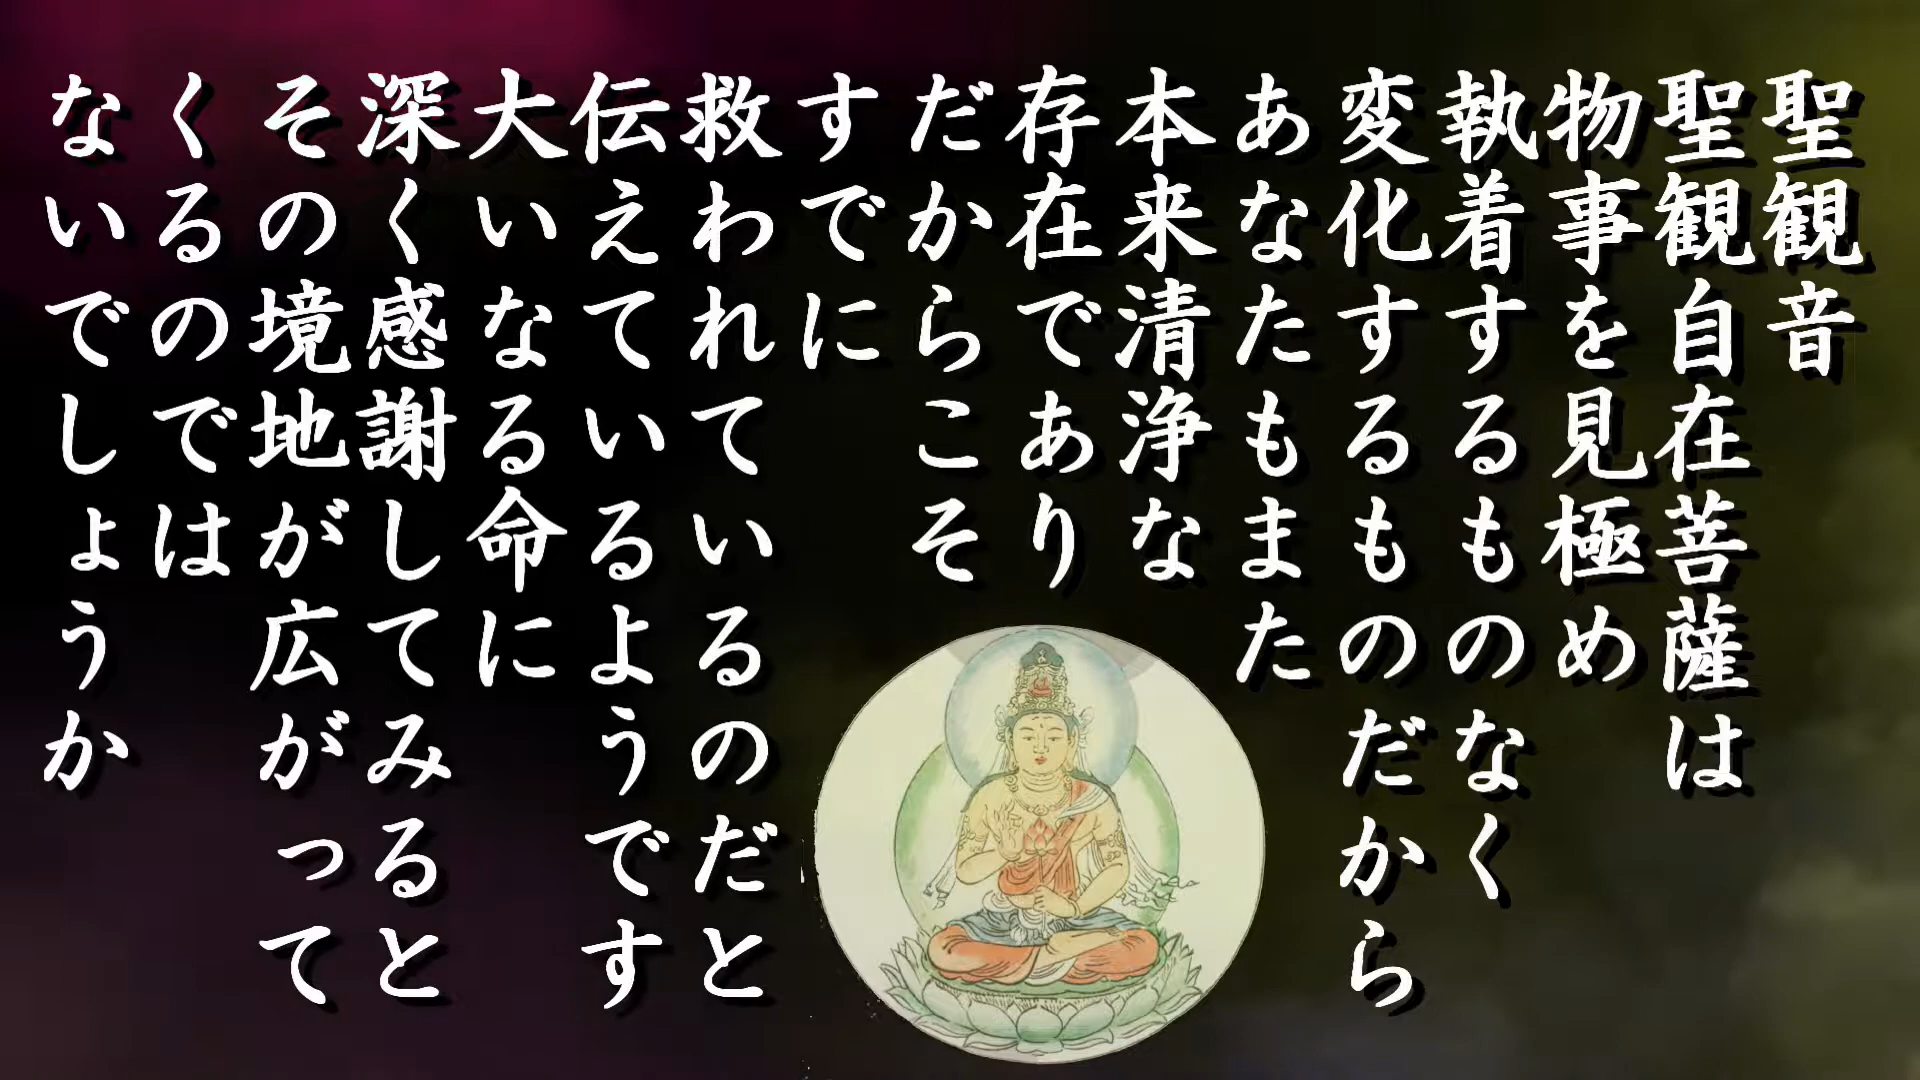 聖観音
聖観自在菩薩は
物事を見極め
執着するものなく
変化するものだから
あなたもまた
本来清浄な
存在であり
だからこそ
すでに
救われているのだと
伝えているようです
大いなる命に
深く感謝してみると
その境地が広がって
くるのでは
ないでしょうか